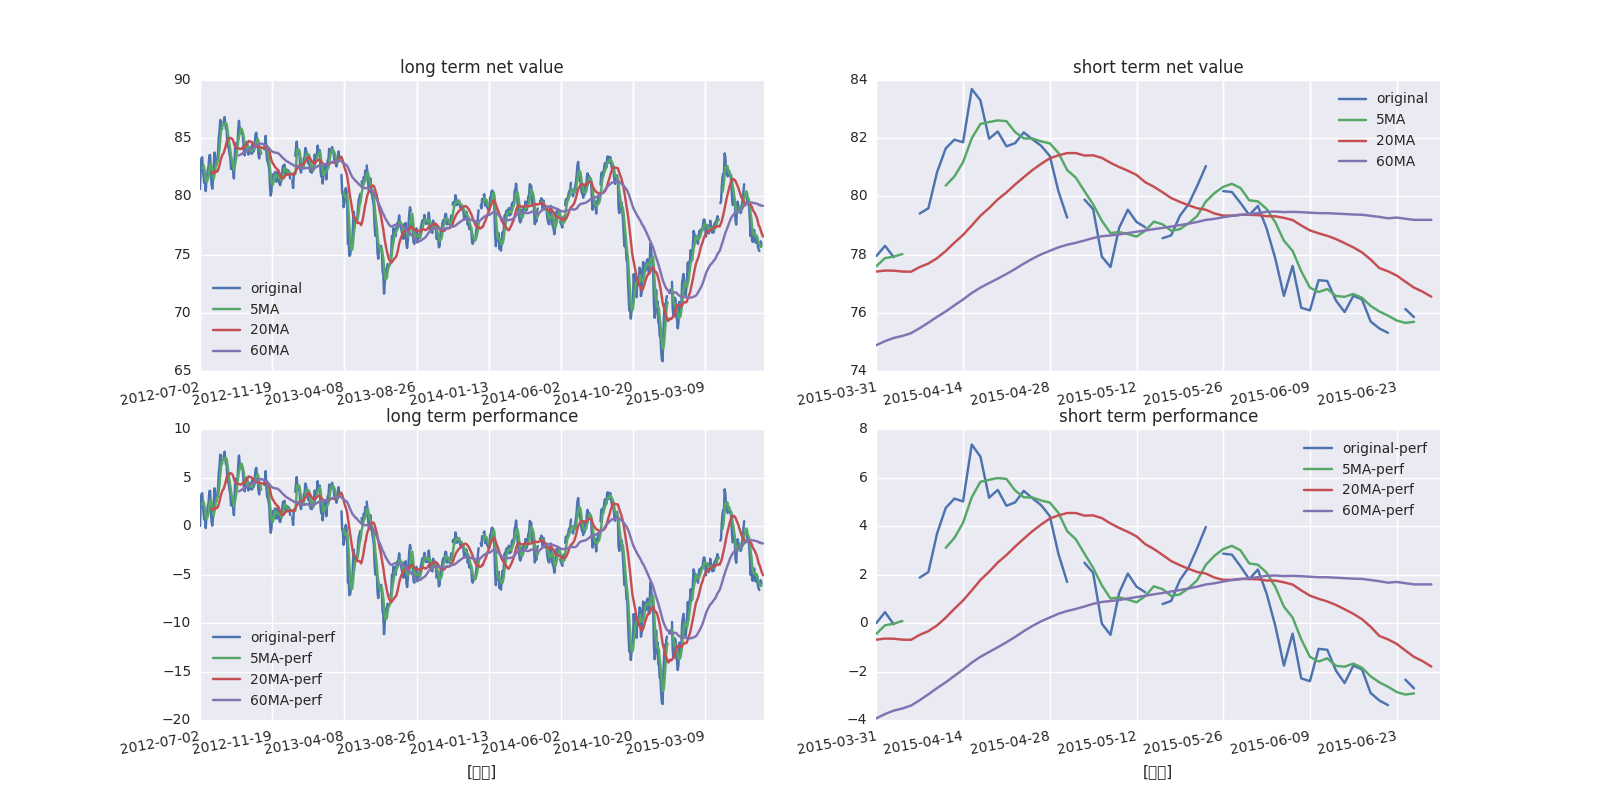 long term net value
90
85
80
75
70
65
original
5MA
20MA
60MA
2012-07-02 2012-11-19 2013-04-08 2013-08-26 2014-01-13 2014-06-02 2014-10-20 2015-03-09
short term net value
84
82
80
78
76
74
original
5MA
20MA
60MA
2015-03-31 2015-04-14 2015-04-28 2015-05-12 2015-05-26 2015-06-09 2015-06-23
long term performance
10
5
0
−5
−10
−15
−20
original-perf
5MA-perf
20MA-perf
60MA-perf
2012-07-02 2012-11-19 2013-04-08 2013-08-26 2014-01-13 2014-06-02 2014-10-20 2015-03-09
short term performance
8
6
4
2
0
−2
−4
original-perf
5MA-perf
20MA-perf
60MA-perf
2015-03-31 2015-04-14 2015-04-28 2015-05-12 2015-05-26 2015-06-09 2015-06-23